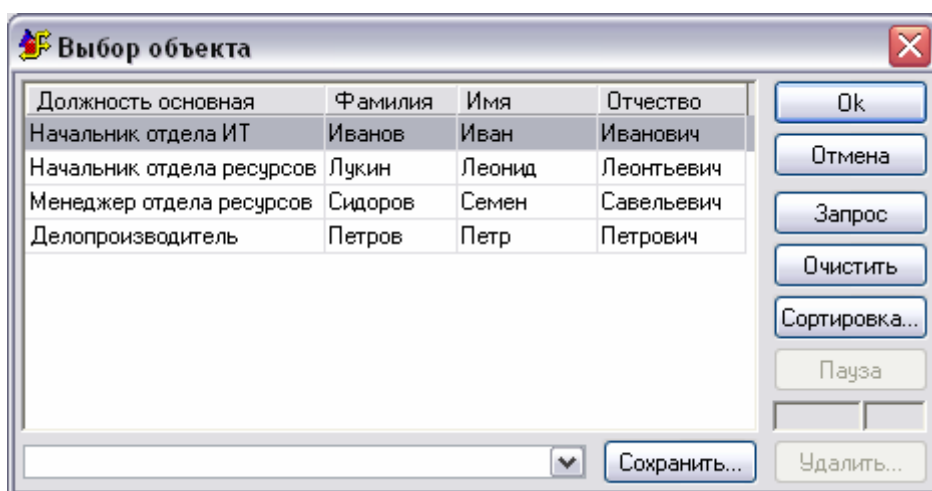 Выбор объекта
Должность основная Фамилия Имя Отчество
Начальник отдела ИТ Иванов Иван Иванович
Начальник отдела ресурсов Лукин Леонид Леонтьевич
Менеджер отдела ресурсов Сидоров Семен Савельевич
Делопроизводитель Петров Петр Петрович
Ok
Отмена
Запрос
Очистить
Сортировка...
Пауза
Сохранить...
Удалить...